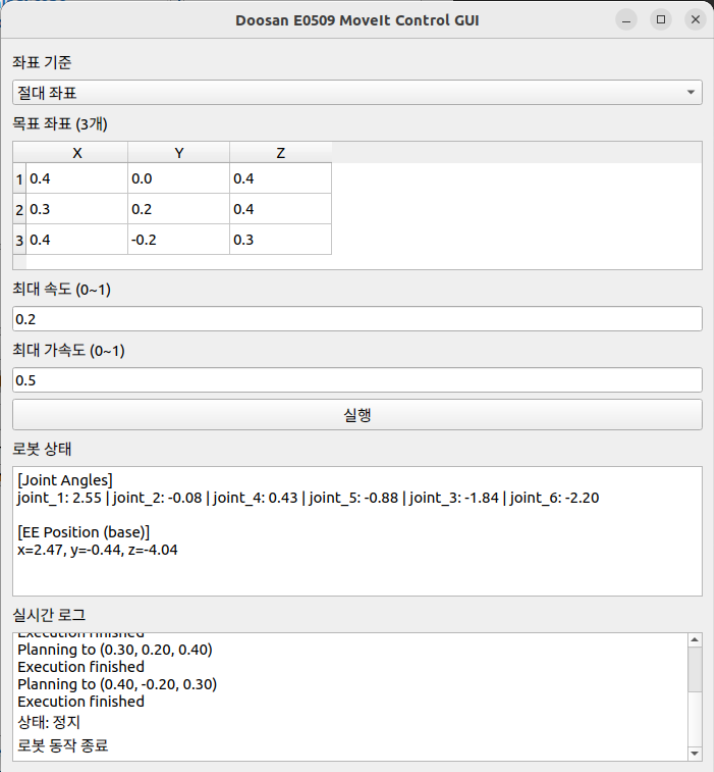 Doosan E0509 MoveIt Control GUI
좌표 기준
절대 좌표
목표 좌표 (3개)
X Y Z
1 0.4 0.0 0.4
2 0.3 0.2 0.4
3 0.4 -0.2 0.3
최대 속도 (0~1)
0.2
최대 가속도 (0~1)
0.5
실행
로봇 상태
[Joint Angles]
joint_1: 2.55 | joint_2: -0.08 | joint_4: 0.43 | joint_5: -0.88 | joint_3: -1.84 | joint_6: -2.20
[EE Position (base)]
x=2.47, y=-0.44, z=-4.04
실시간 로그
Execution finished
Planning to (0.30, 0.20, 0.40)
Execution finished
Planning to (0.40, -0.20, 0.30)
Execution finished
상태: 정지
로봇 동작 종료